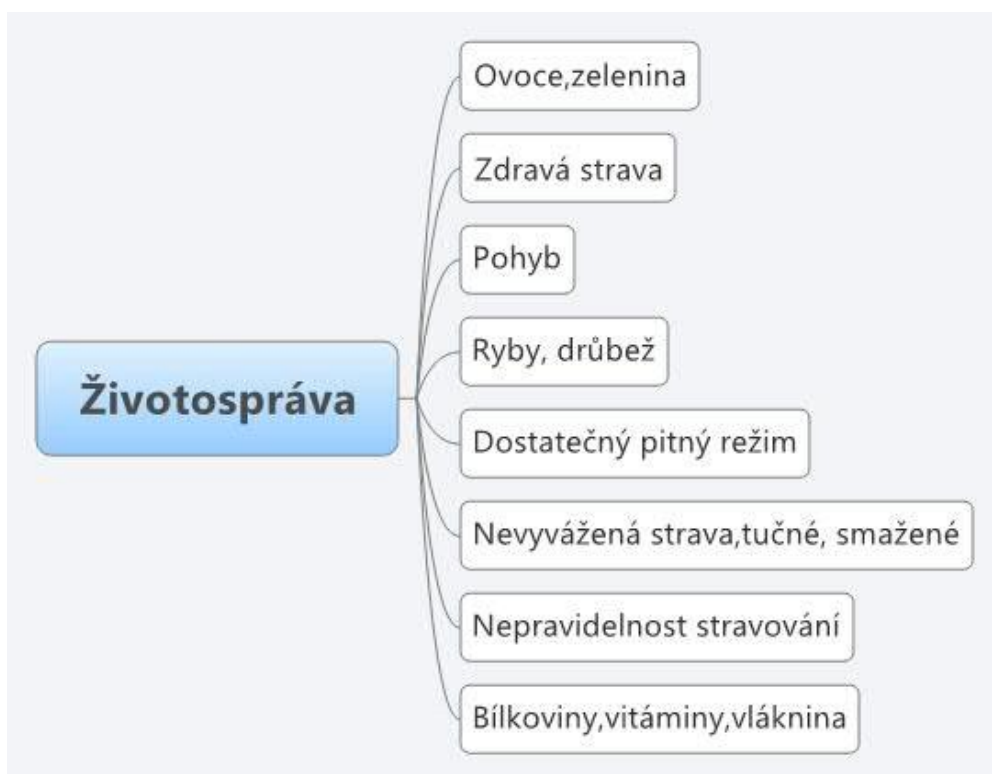 Ovoce,zelenina
Zdravá strava
Pohyb
Ryby, drůbež
Životospráva
Dostatečný pitný režim
Nevyvážená strava,tučné, smažené
Nepravidelnost stravování
Bílkoviny,vitáminy,vláknina